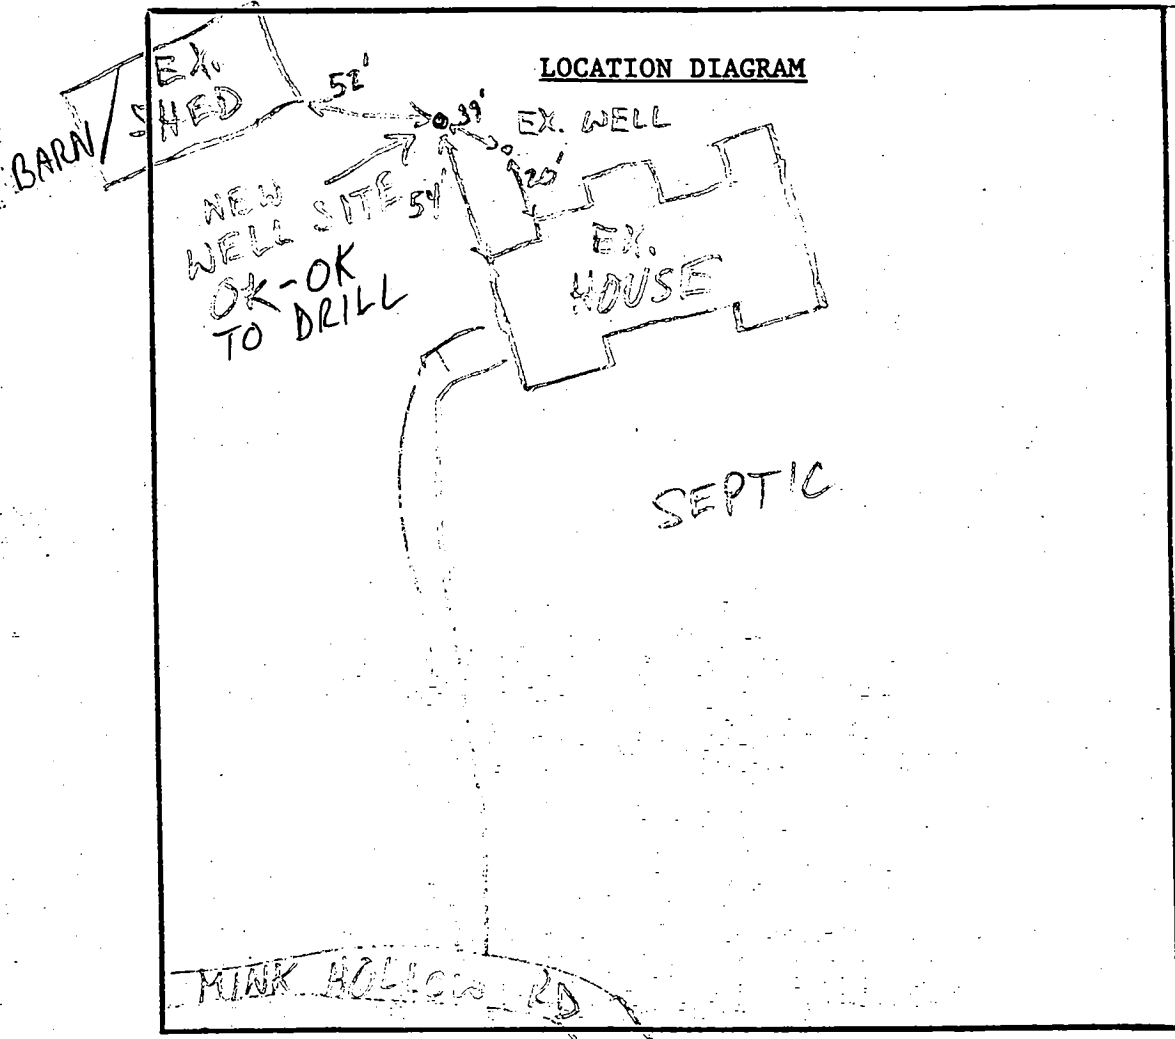 LOCATION DIAGRAM
EX.
SHED
BARN/
52'
39'
EX. WELL
20'
54'
NEW
WELL SITE
OK-OK
TO DRILL
EX.
HOUSE
SEPTIC
MINK HOLLOW RD